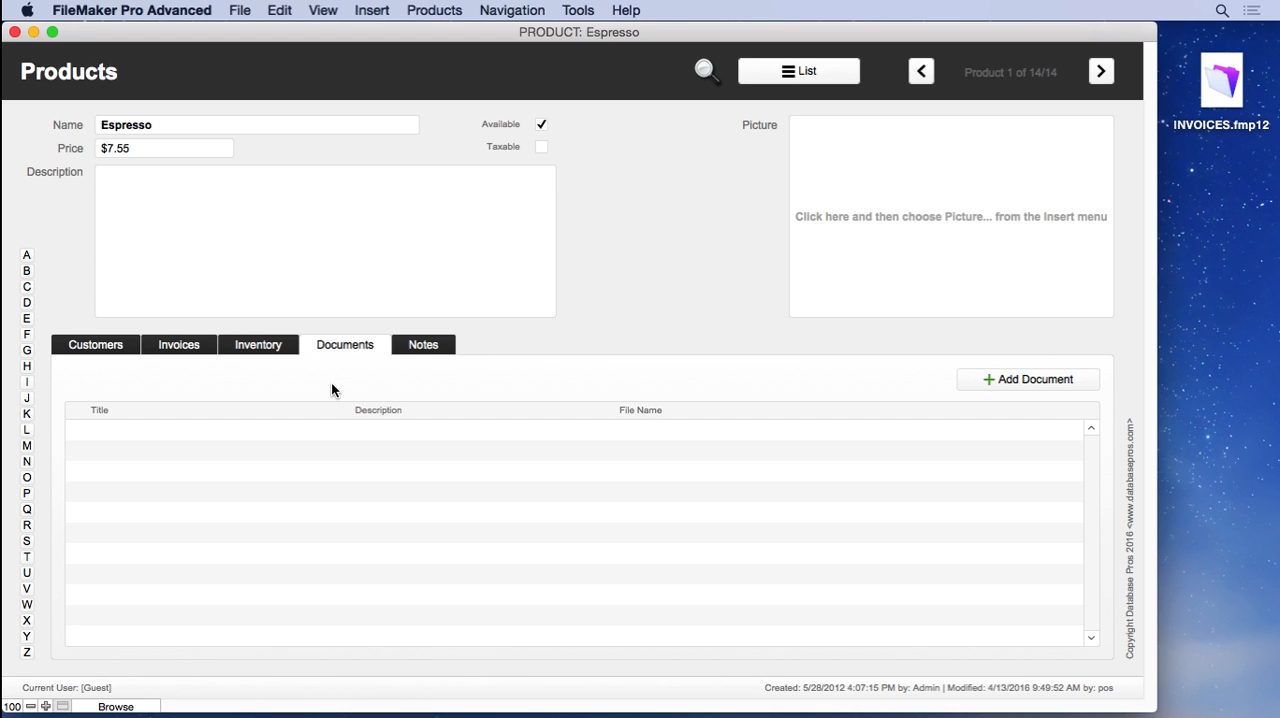 FileMaker Pro Advanced File Edit View Insert Products Navigation Tools Help
PRODUCT: Espresso
Products
List
Product 1 of 14/14
INVOICES.fmp12
Name Espresso
Available
Picture
Price $7.55
Taxable
Description
Click here and then choose Picture... from the Insert menu
A
B
C
D
E
F
G
H
I
J
K
L
M
N
O
P
Q
R
S
T
U
V
W
X
Y
Z
Customers Invoices Inventory Documents Notes
Add Document
Title Description File Name
Copyright Database Pros 2016 <www.databasepros.com>
Current User: [Guest]
Created: 5/28/2012 4:07:15 PM by: Admin | Modified: 4/13/2016 9:49:52 AM by: pos
100 Browse